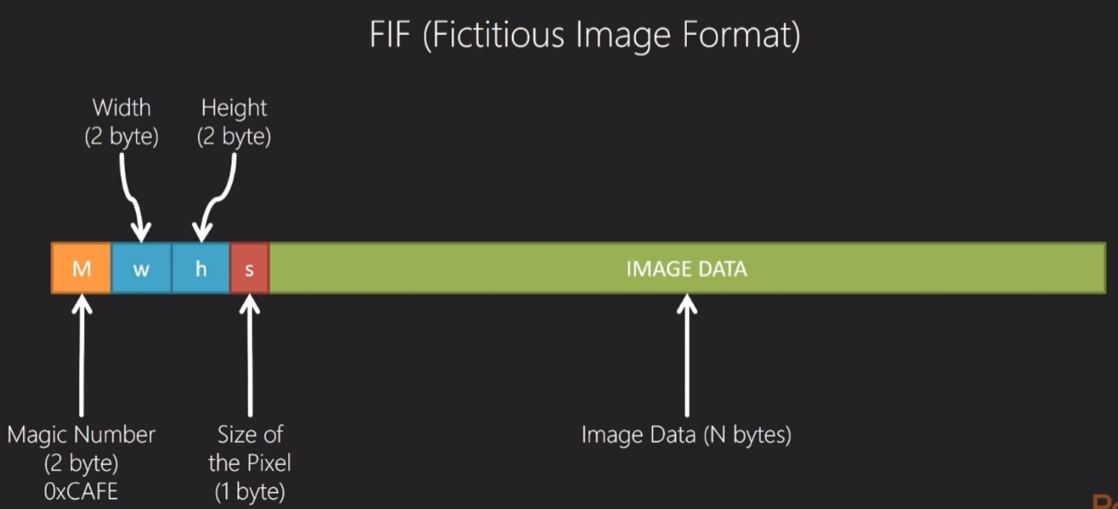 FIF (Fictitious Image Format)
Width
(2 byte)
Height
(2 byte)
M
w
h
s
IMAGE DATA
Magic Number
(2 byte)
0xCAFE
Size of
the Pixel
(1 byte)
Image Data (N bytes)